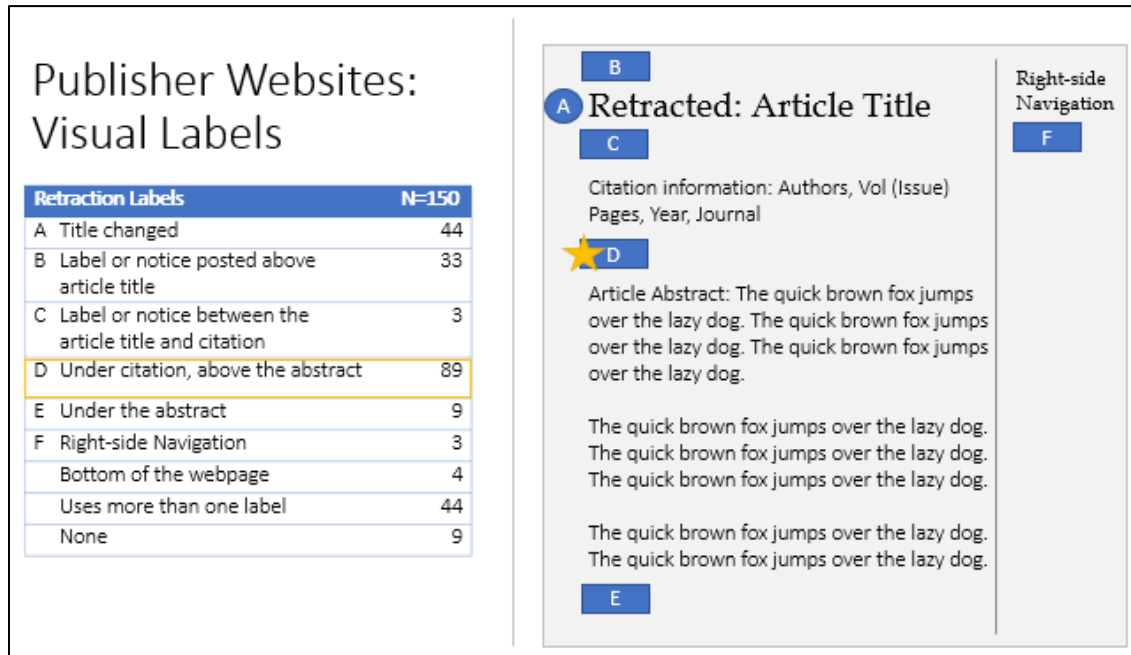 Publisher Websites:
Visual Labels
Retraction Labels N=150
A Title changed 44
B Label or notice posted above 33
article title
C Label or notice between the 3
article title and citation
D Under citation, above the abstract 89
E Under the abstract 9
F Right-side Navigation 3
Bottom of the webpage 4
Uses more than one label 44
None 9
B
A Retracted: Article Title
C
Citation information: Authors, Vol (Issue)
Pages, Year, Journal
D
Article Abstract: The quick brown fox jumps
over the lazy dog. The quick brown fox jumps
over the lazy dog. The quick brown fox jumps
over the lazy dog.
The quick brown fox jumps over the lazy dog.
The quick brown fox jumps over the lazy dog.
The quick brown fox jumps over the lazy dog.
The quick brown fox jumps over the lazy dog.
The quick brown fox jumps over the lazy dog.
E
Right-side
Navigation
F